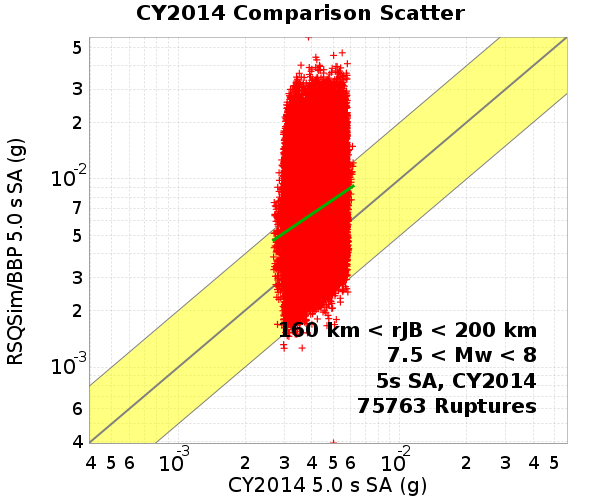 CY2014 Comparison Scatter
RSQSim/BBP 5.0 s SA (g)
5
3
2
10-2
7
5
3
2
10-3
6
4
160 km < rJB < 200 km
7.5 < Mw < 8
5s SA, CY2014
75763 Ruptures
4 5 6 10-3 2 3 4 5 6 10-2 2 3 4 5
CY2014 5.0 s SA (g)